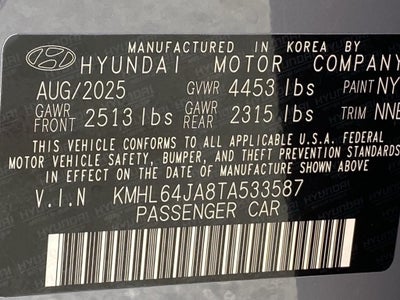 MANUFACTURED IN KOREA BY
HYUNDAI MOTOR COMPANY
AUG/2025 GVWR 4453 lbs PAINT NY
GAWR FRONT 2513 lbs GAWR REAR 2315 lbs TRIM NNB
THIS VEHICLE CONFORMS TO ALL APPLICABLE U.S.A. FEDERAL
MOTOR VEHICLE SAFETY, BUMPER, AND THEFT PREVENTION STANDARDS
IN EFFECT ON THE DATE OF MANUFACTURE SHOWN ABOVE.
V.I.N KMHL64JA8TA533587
PASSENGER CAR